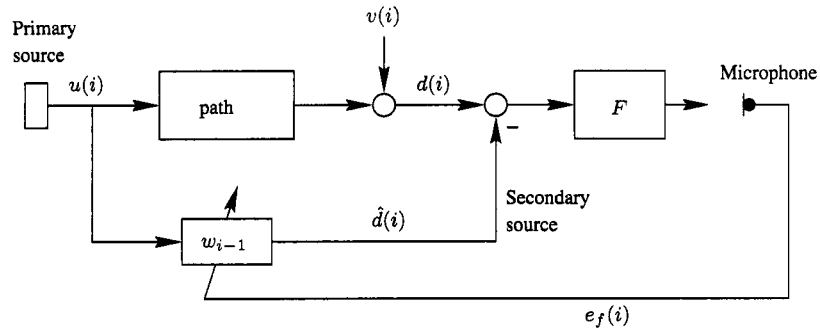 Primary
source
u(i)
path
v(i)
d(i)
−
F
Microphone
w_{i−1}
d̂(i)
Secondary
source
e_f(i)